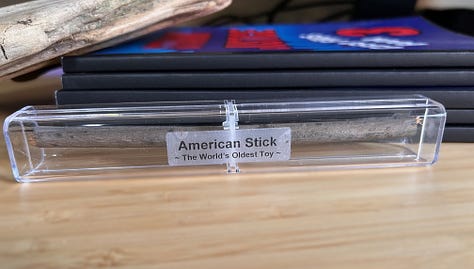 American Stick
~ The World's Oldest Toy ~